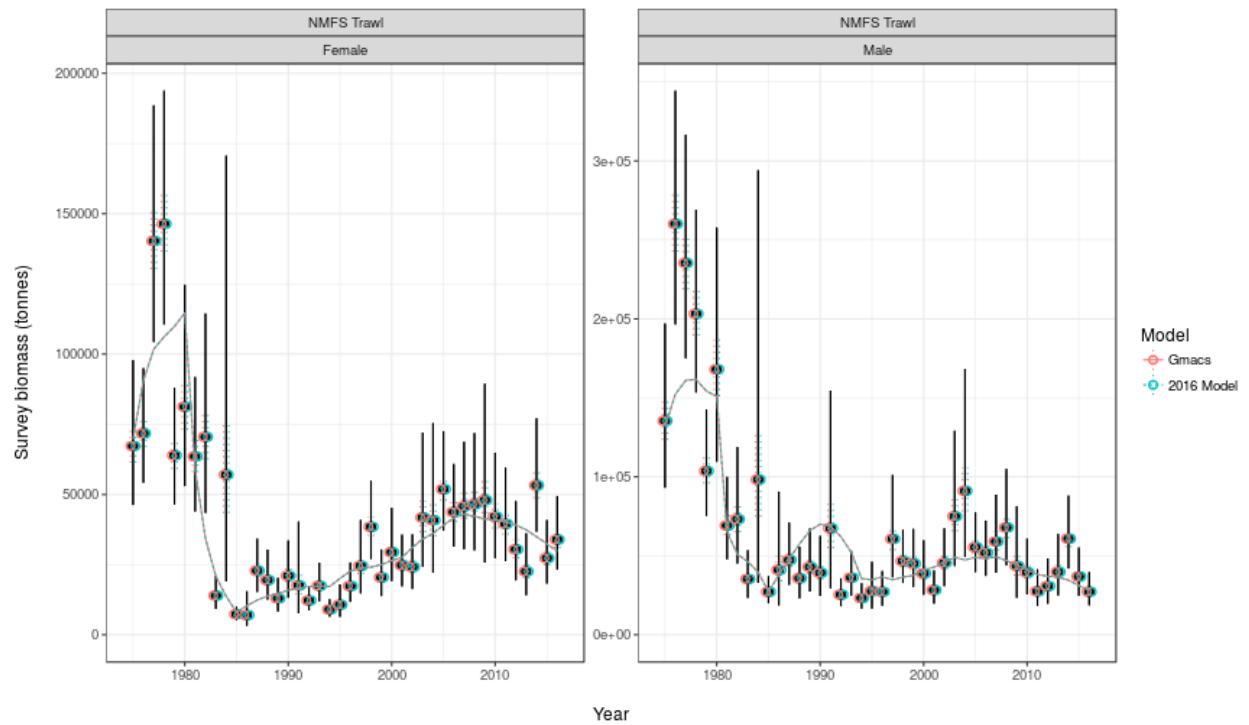 NMFS Trawl
NMFS Trawl
Female
Male
200000
150000
100000
50000
0
3e+05
2e+05
1e+05
0e+00
Survey biomass (tonnes)
1980
1990
2000
2010
1980
1990
2000
2010
Year
Model
Gmacs
2016 Model